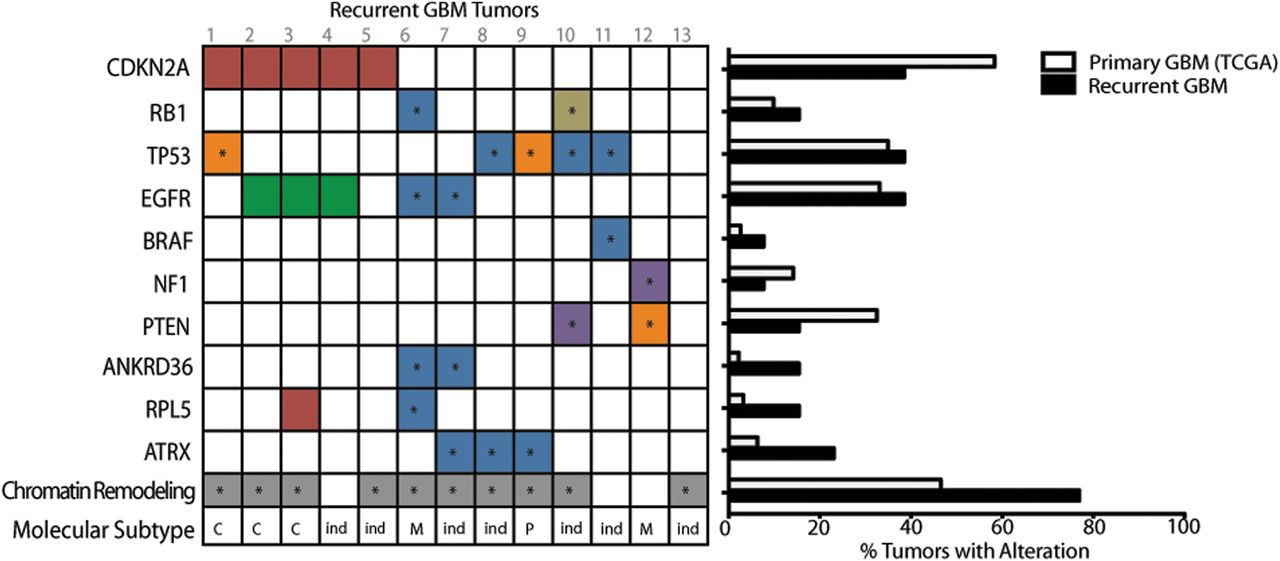 Recurrent GBM Tumors
1 2 3 4 5 6 7 8 9 10 11 12 13
CDKN2A
Primary GBM (TCGA)
Recurrent GBM
RB1 * *
TP53 * * * * *
EGFR * *
BRAF *
NF1 *
PTEN * *
ANKRD36 * *
RPL5 *
ATRX * * *
Chromatin Remodeling * * * * * * * * * *
Molecular Subtype C C C ind ind M ind ind P ind ind M ind
0 20 40 60 80 100
% Tumors with Alteration